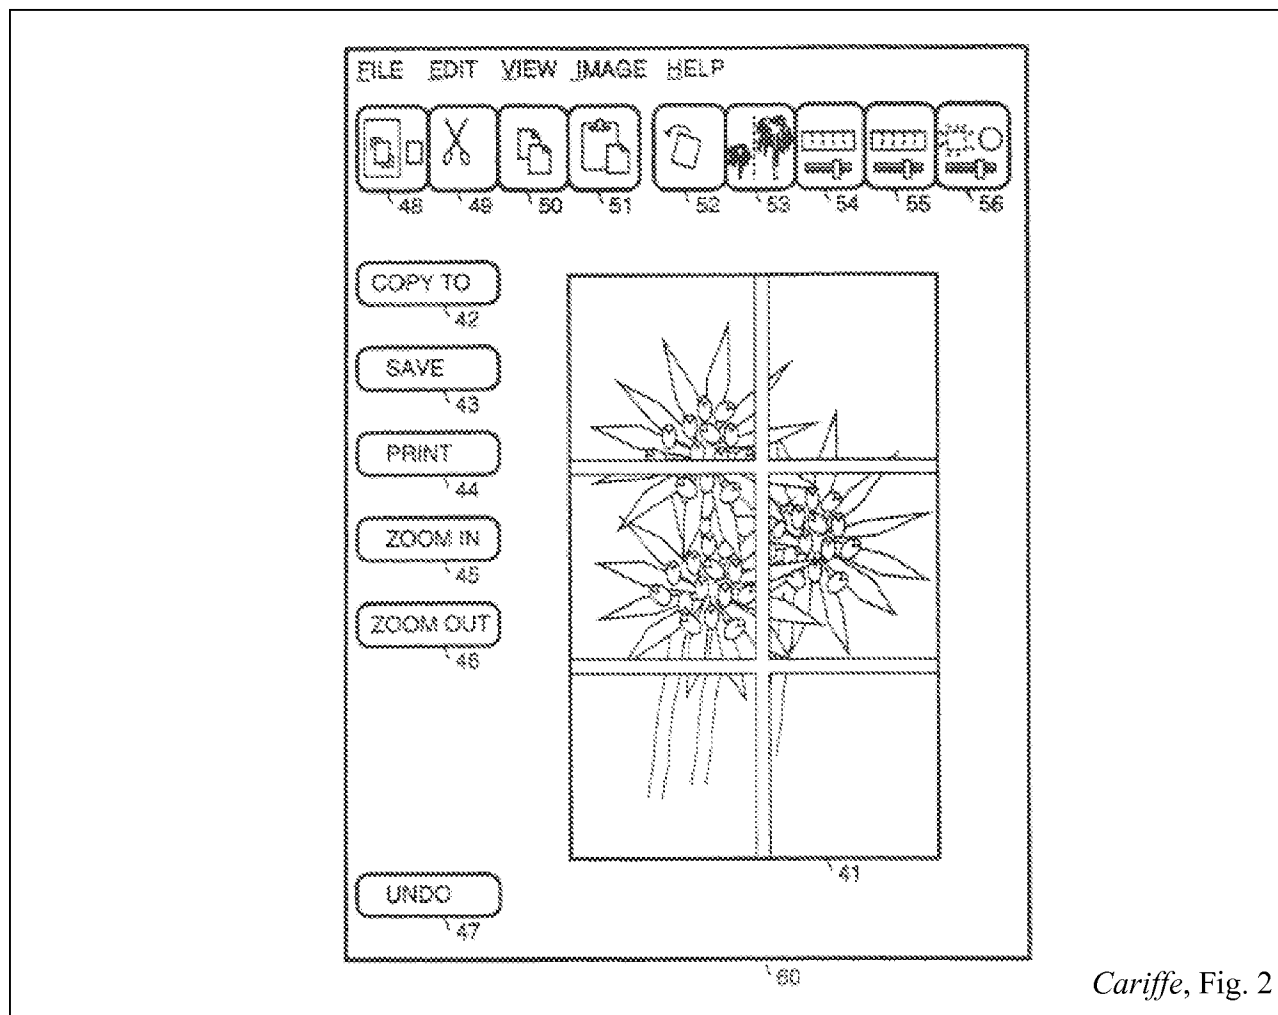 FILE EDIT VIEW IMAGE HELP
48 49 50 51 52 53 54 55 56
COPY TO
42
SAVE
43
PRINT
44
ZOOM IN
45
ZOOM OUT
46
41
UNDO
47
60
Cariffe, Fig. 2